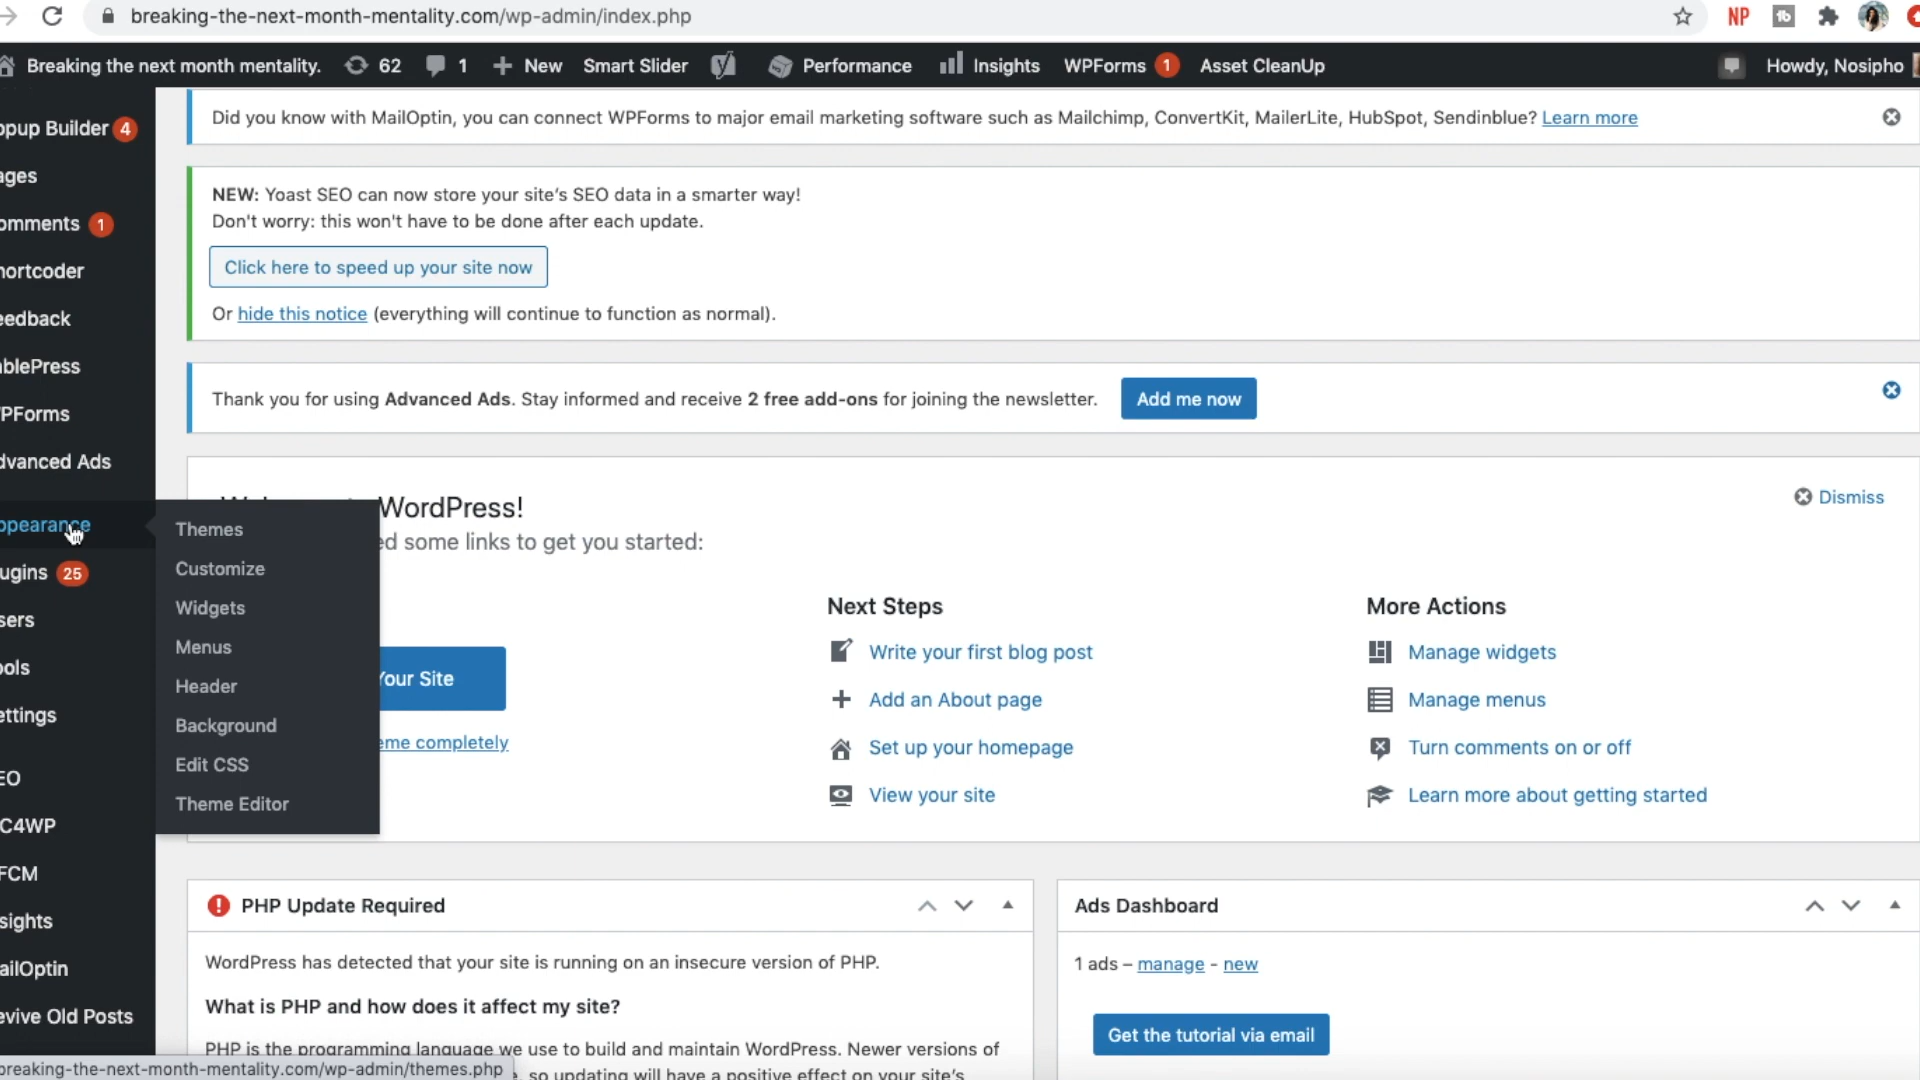 breaking-the-next-month-mentality.com/wp-admin/index.php
NP
Breaking the next month mentality. 62 1 New Smart Slider Performance Insights WPForms 1 Asset CleanUp Howdy, Nosipho
opup Builder 4
ages
omments 1
hortcoder
eedback
ablePress
PForms
dvanced Ads
ppearance
ugins 25
sers
ools
ettings
EO
C4WP
FCM
sights
ailOptin
evive Old Posts
Themes
Customize
Widgets
Menus
Header
Background
Edit CSS
Theme Editor
Did you know with MailOptin, you can connect WPForms to major email marketing software such as Mailchimp, ConvertKit, MailerLite, HubSpot, Sendinblue? Learn more
NEW: Yoast SEO can now store your site's SEO data in a smarter way!
Don't worry: this won't have to be done after each update.
Click here to speed up your site now
Or hide this notice (everything will continue to function as normal).
Thank you for using Advanced Ads. Stay informed and receive 2 free add-ons for joining the newsletter. Add me now
WordPress!
Dismiss
ed some links to get you started:
Your Site
eme completely
Next Steps
Write your first blog post
Add an About page
Set up your homepage
View your site
More Actions
Manage widgets
Manage menus
Turn comments on or off
Learn more about getting started
PHP Update Required
WordPress has detected that your site is running on an insecure version of PHP.
What is PHP and how does it affect my site?
PHP is the programming language we use to build and maintain WordPress. Newer versions of
, so updating will have a positive effect on your site's
Ads Dashboard
1 ads – manage - new
Get the tutorial via email
breaking-the-next-month-mentality.com/wp-admin/themes.php